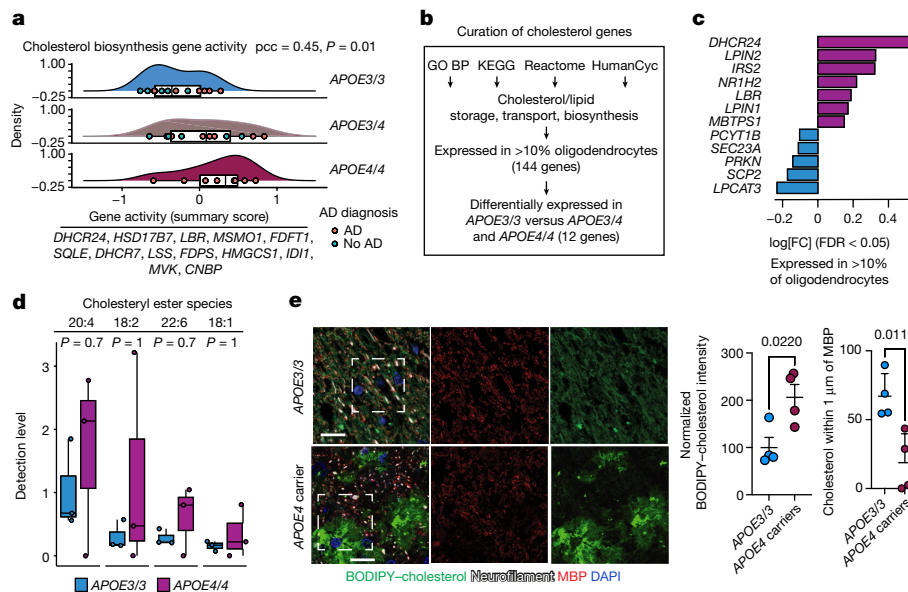 a
Cholesterol biosynthesis gene activity pcc = 0.45, P = 0.01
Density
1.00
−0.25
APOE3/3
1.00
−0.25
APOE3/4
1.00
−0.25
APOE4/4
−1 0 1
Gene activity (summary score)
AD diagnosis
AD
No AD
DHCR24, HSD17B7, LBR, MSMO1, FDFT1,
SQLE, DHCR7, LSS, FDPS, HMGCS1, IDI1,
MVK, CNBP
b
Curation of cholesterol genes
GO BP KEGG Reactome HumanCyc
Cholesterol/lipid
storage, transport, biosynthesis
Expressed in >10% oligodendrocytes
(144 genes)
Differentially expressed in
APOE3/3 versus APOE3/4
and APOE4/4 (12 genes)
c
DHCR24
LPIN2
IRS2
NR1H2
LBR
LPIN1
MBTPS1
PCYT1B
SEC23A
PRKN
SCP2
LPCAT3
−0.2 0 0.2 0.4
log[FC] (FDR < 0.05)
Expressed in >10%
of oligodendrocytes
d
Cholesteryl ester species
20:4 18:2 22:6 18:1
P = 0.7 P = 1 P = 0.7 P = 1
Detection level
3
2
1
0
APOE3/3 APOE4/4
e
APOE3/3
APOE4 carrier
BODIPY–cholesterol Neurofilament MBP DAPI
Normalized
BODIPY–cholesterol intensity
0.0220
300
200
100
0
APOE3/3
APOE4 carriers
Cholesterol within 1 µm of MBP
0.011
100
50
0
APOE3/3
APOE4 carriers